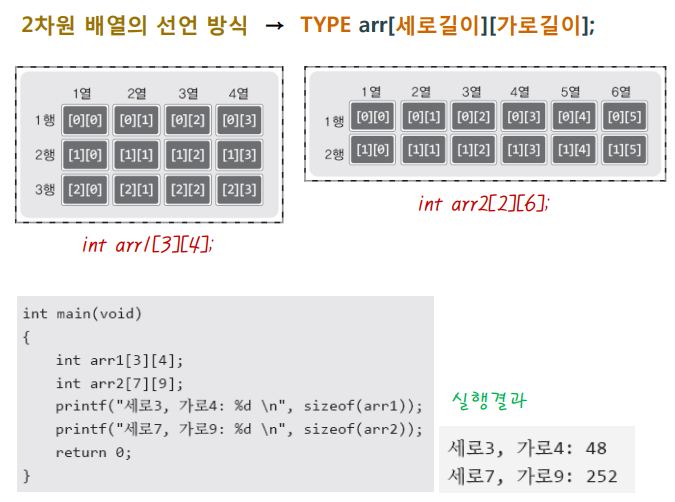 2차원 배열의 선언 방식 → TYPE arr[세로길이][가로길이];
1열 2열 3열 4열
1행 [0][0] [0][1] [0][2] [0][3]
2행 [1][0] [1][1] [1][2] [1][3]
3행 [2][0] [2][1] [2][2] [2][3]
int arr1[3][4];
1열 2열 3열 4열 5열 6열
1행 [0][0] [0][1] [0][2] [0][3] [0][4] [0][5]
2행 [1][0] [1][1] [1][2] [1][3] [1][4] [1][5]
int arr2[2][6];
int main(void)
{
int arr1[3][4];
int arr2[7][9];
printf("세로3, 가로4: %d \n", sizeof(arr1));
printf("세로7, 가로9: %d \n", sizeof(arr2));
return 0;
}
실행결과
세로3, 가로4: 48
세로7, 가로9: 252